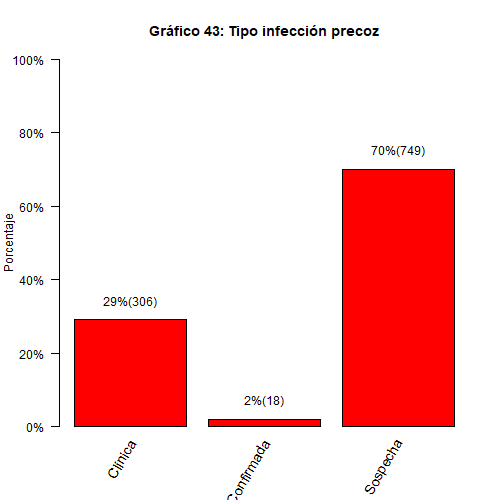 Gráfico 43: Tipo infección precoz
Porcentaje
100%
80%
60%
40%
20%
0%
29%(306)
2%(18)
70%(749)
Clinica
Confirmada
Sospecha